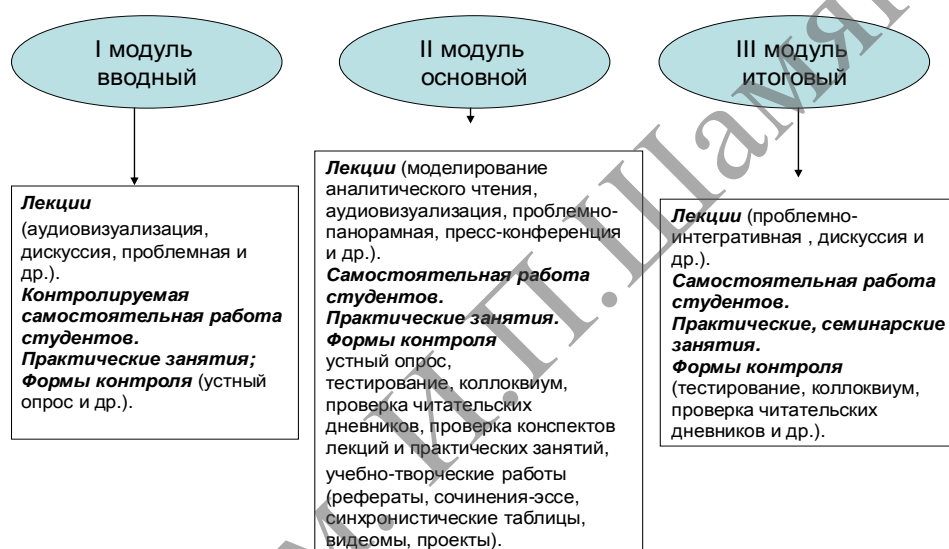 I модуль
вводный
II модуль
основной
III модуль
итоговый
Лекции
(аудиовизуализация,
дискуссия, проблемная и
др.).
Контролируемая
самостоятельная работа
студентов.
Практические занятия;
Формы контроля (устный
опрос и др.).
Лекции (моделирование
аналитического чтения,
аудиовизуализация, проблемно-
панорамная, пресс-конференция
и др.).
Самостоятельная работа
студентов.
Практические занятия.
Формы контроля
устный опрос,
тестирование, коллоквиум,
проверка читательских
дневников, проверка конспектов
лекций и практических занятий,
учебно-творческие работы
(рефераты, сочинения-эссе,
синхронистические таблицы,
видеомы, проекты).
Лекции (проблемно-
интегративная , дискуссия и
др.).
Самостоятельная работа
студентов.
Практические, семинарские
занятия.
Формы контроля
(тестирование, коллоквиум,
проверка читательских
дневников и др.).
м. И.П.Шамя